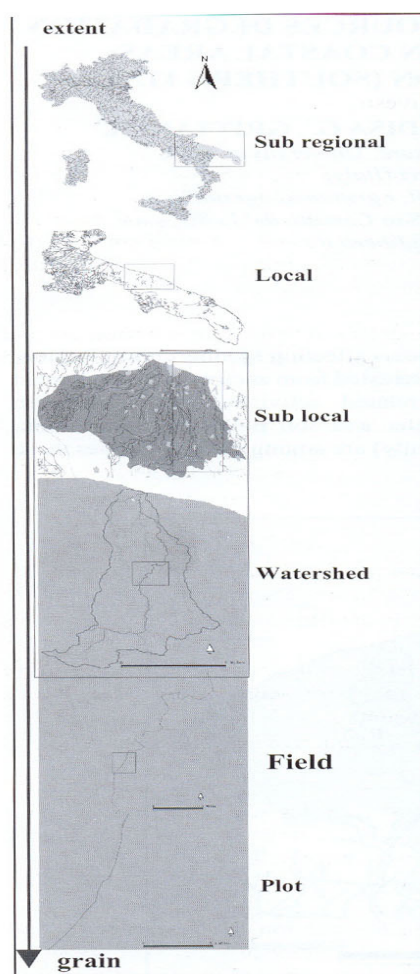 extent
N
Sub regional
Local
Sub local
Watershed
Field
Plot
grain